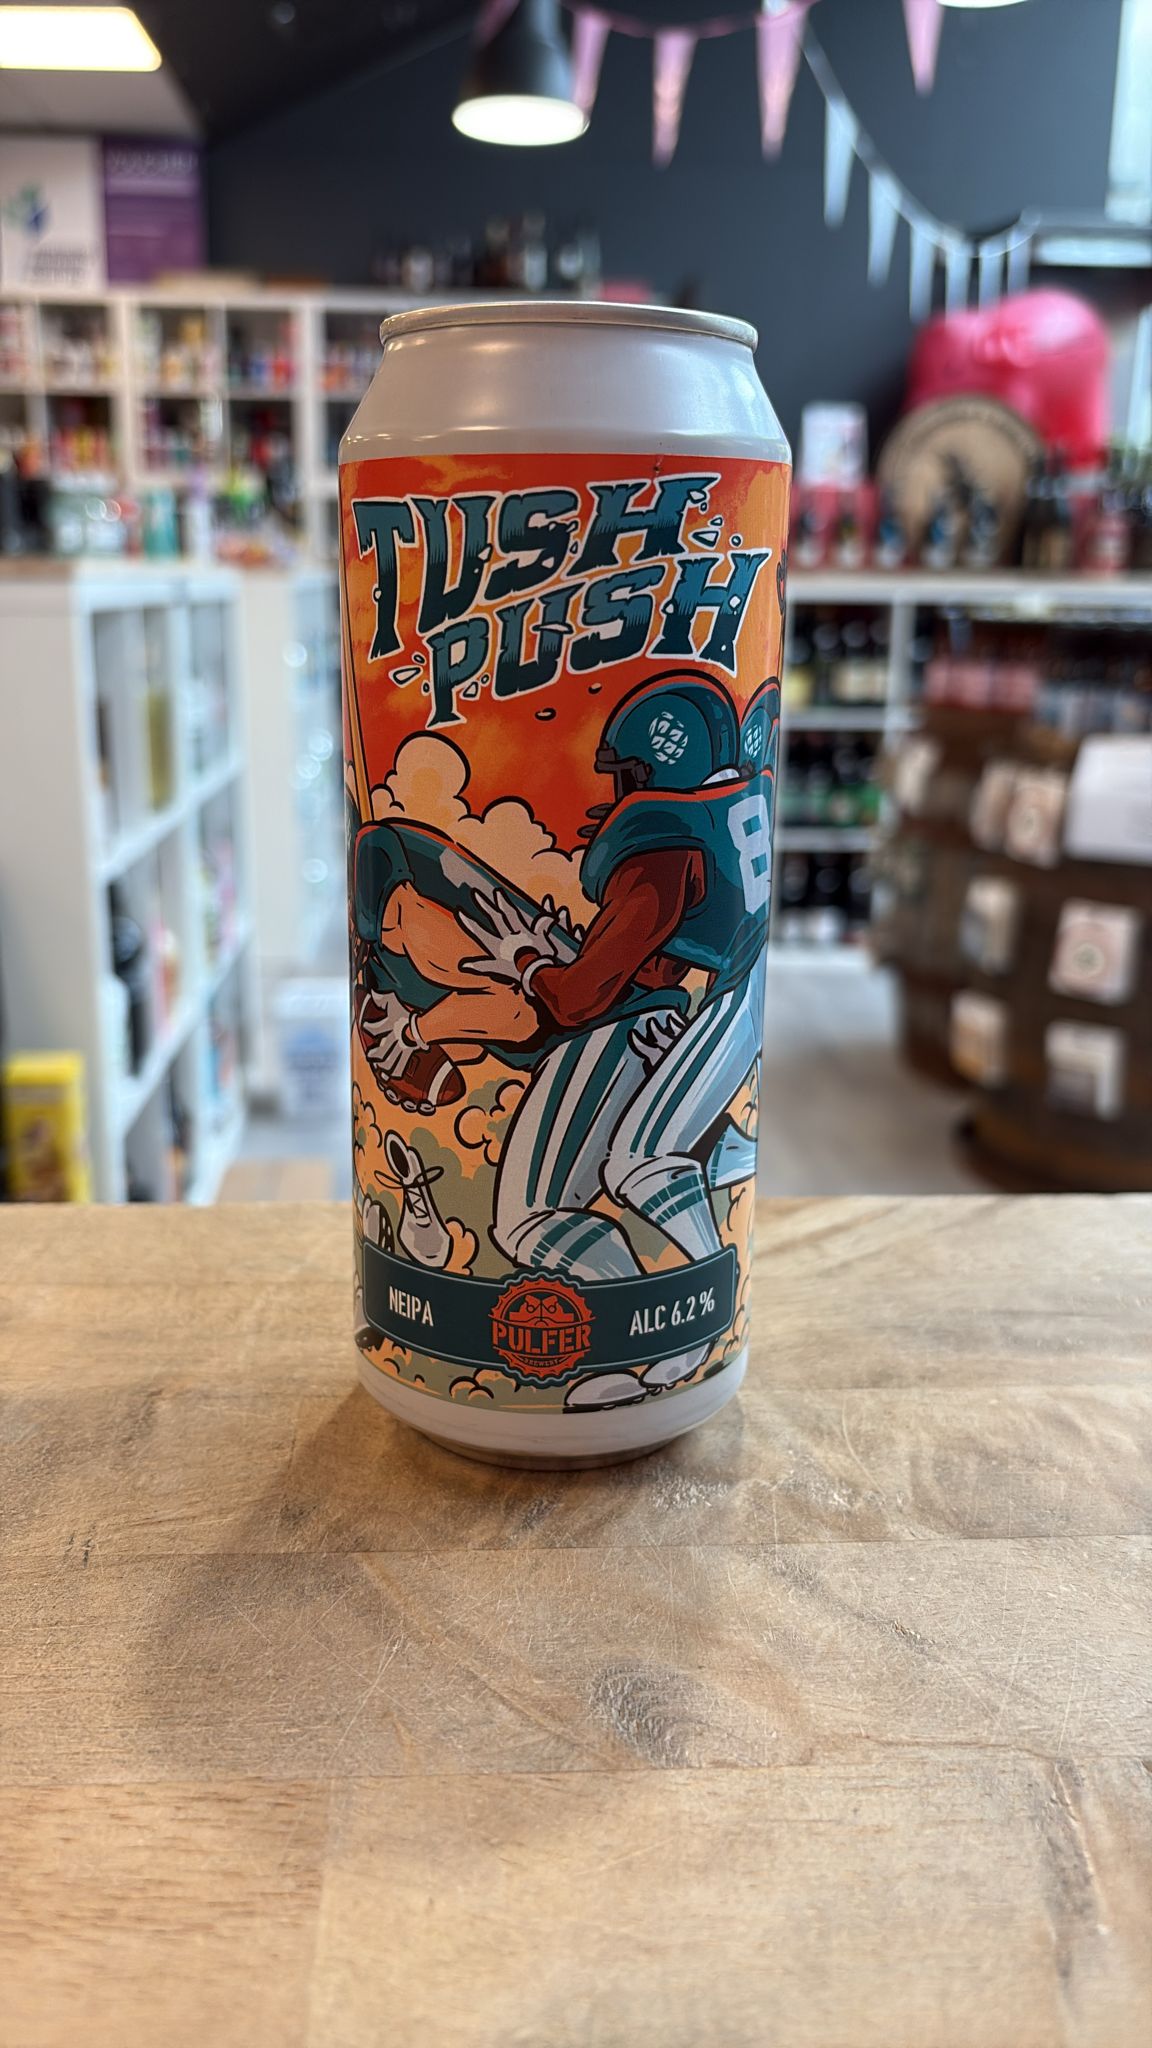 TUSH
PUSH
8
NEIPA
PULFER
BREWERY
ALC 6.2%